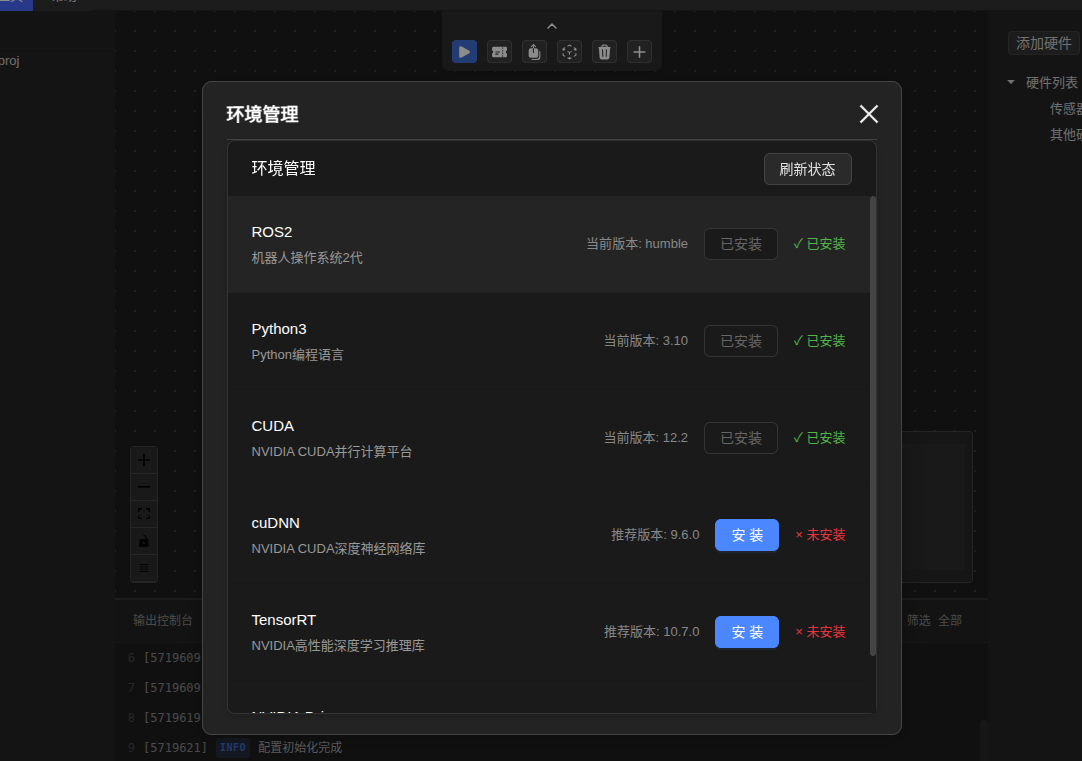 proj
添加硬件
硬件列表
环境管理
环境管理
刷新状态
ROS2
机器人操作系统2代
当前版本: humble
已安装
✓ 已安装
Python3
Python编程语言
当前版本: 3.10
已安装
✓ 已安装
CUDA
NVIDIA CUDA并行计算平台
当前版本: 12.2
已安装
✓ 已安装
cuDNN
NVIDIA CUDA深度神经网络库
推荐版本: 9.6.0
安 装
× 未安装
TensorRT
NVIDIA高性能深度学习推理库
推荐版本: 10.7.0
安 装
× 未安装
输出控制台
筛选 全部
6 [5719609
7 [5719609
8 [5719619
9 [5719621] INFO 配置初始化完成